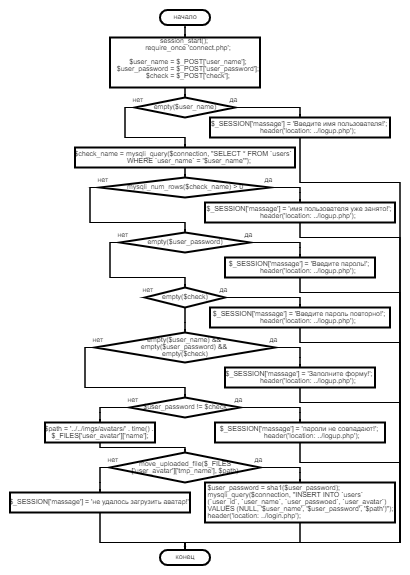 начало
session_start();
require_once 'connect.php';
$user_name = $_POST['user_name'];
$user_password = $_POST['user_password'];
$check = $_POST['check'];
нет
да
empty($user_name)
$_SESSION['massage'] = 'Введите имя пользователя!';
header('location: ../logup.php');
$check_name = mysqli_query($connection, "SELECT * FROM `users`
WHERE `user_name` = '$user_name'");
нет
да
mysqli_num_rows($check_name) > 0
$_SESSION['massage'] = 'имя пользователя уже занято!';
header('location: ../logup.php');
нет
да
empty($user_password)
$_SESSION['massage'] = 'Введите пароль!';
header('location: ../logup.php');
нет
да
empty($check)
$_SESSION['massage'] = 'Введите пароль повторно!';
header('location: ../logup.php');
нет
да
empty($user_name) &&
empty($user_password) &&
empty($check)
$_SESSION['massage'] = 'Заполните форму!';
header('location: ../logup.php');
нет
да
$user_password != $check
$path = '../../imgs/avatars/' . time() .
$_FILES['user_avatar']['name'];
$_SESSION['massage'] = 'пароли не совпадают!';
header('location: ../logup.php');
нет
да
move_uploaded_file($_FILES
['user_avatar']['tmp_name'], $path)
$_SESSION['massage'] = 'не удалось загрузить аватар!'
$user_password = sha1($user_password);
mysqli_query($connection, "INSERT INTO `users`
(`user_id`, `user_name`, `user_passwoed`, `user_avatar`)
VALUES (NULL, '$user_name', '$user_password', '$path')");
header('location: ../login.php');
конец